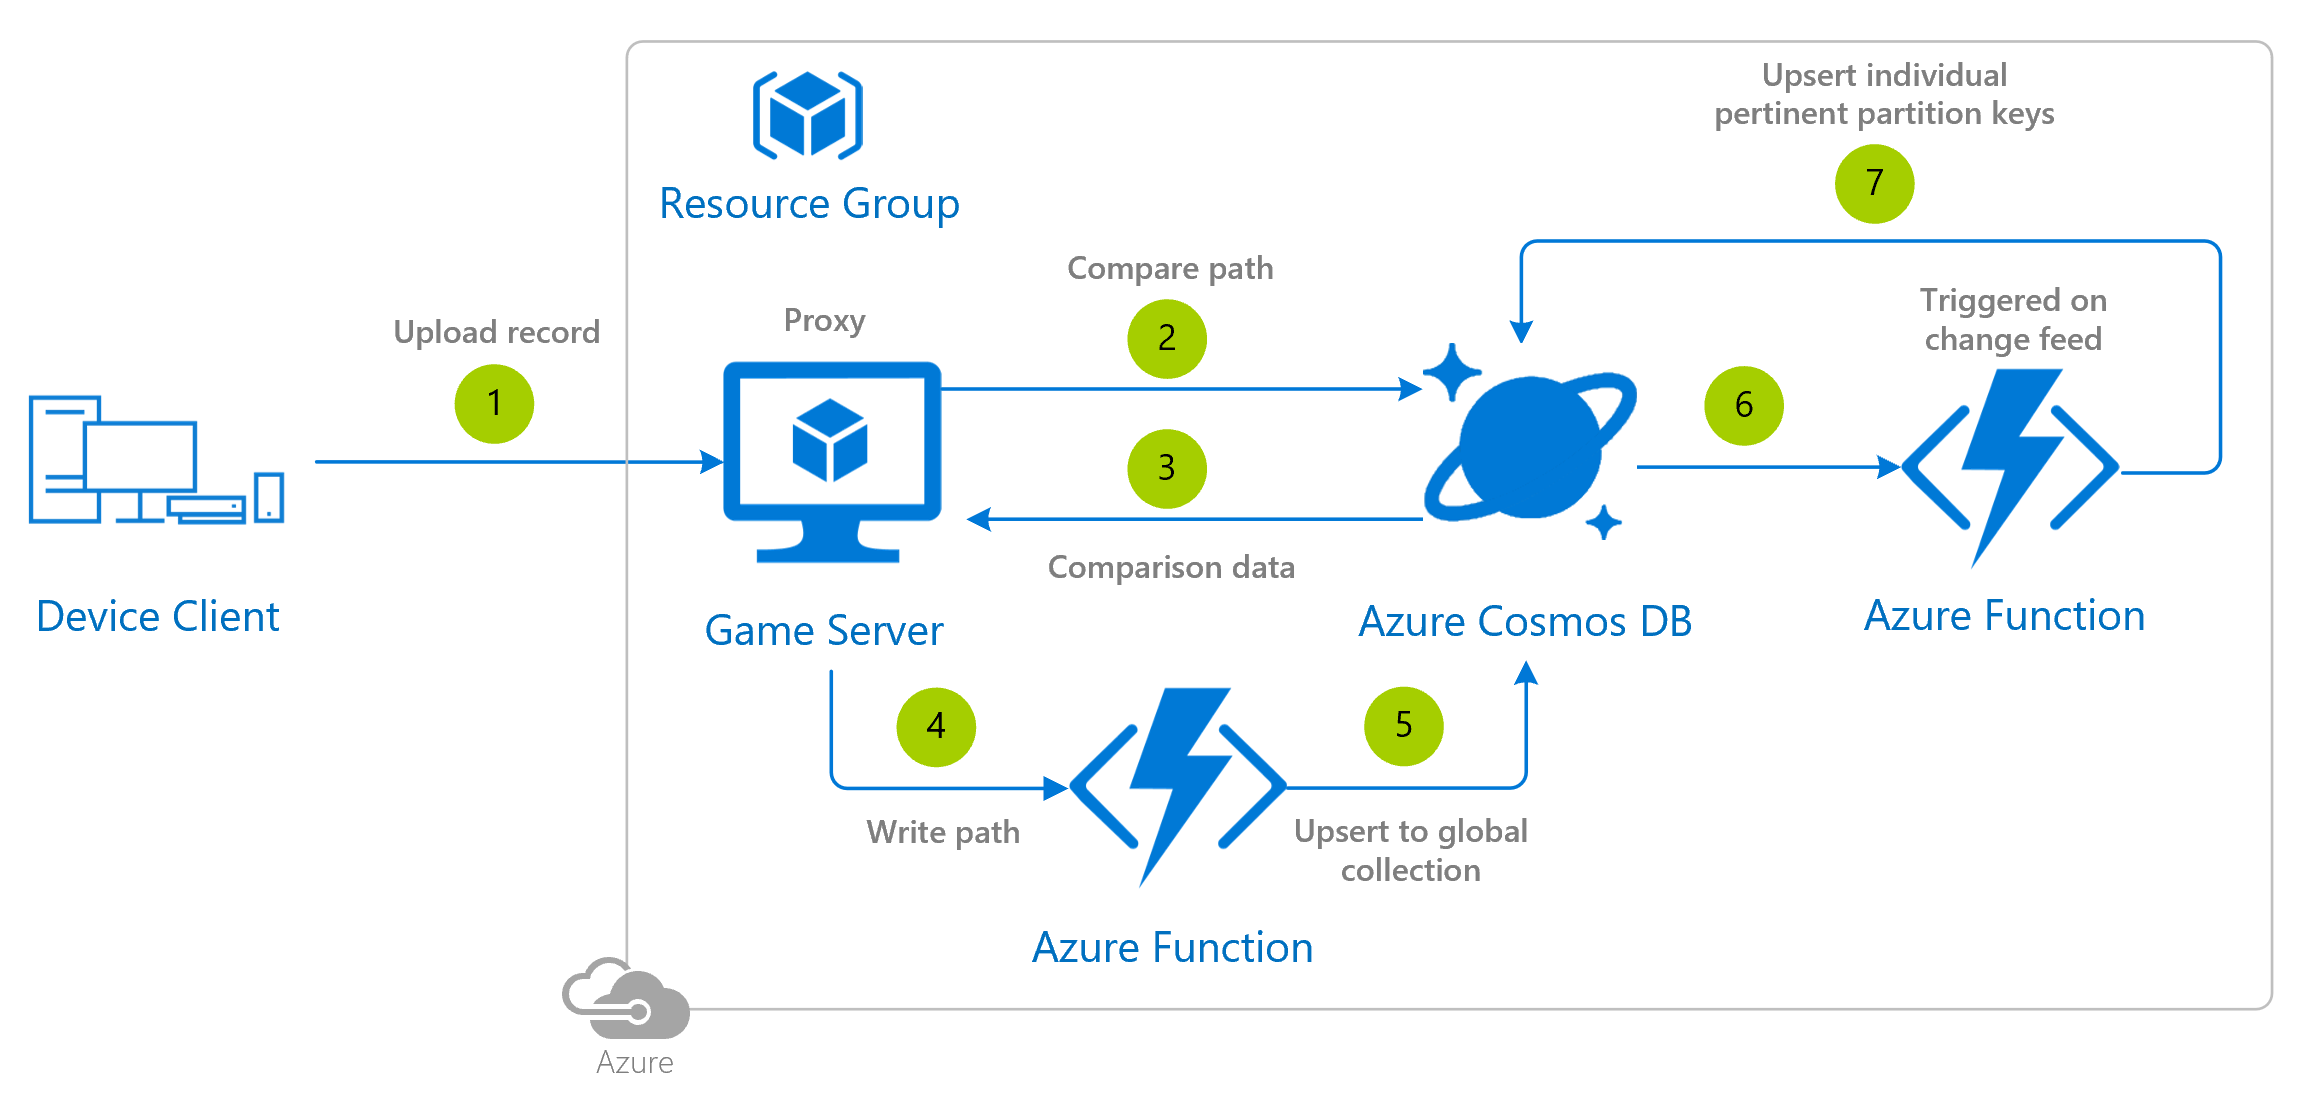 Upsert individual
pertinent partition keys
7
Resource Group
Compare path
2
Proxy
Triggered on
change feed
Upload record
1
6
3
Comparison data
Device Client
Game Server
Azure Cosmos DB
Azure Function
4
5
Write path
Upsert to global
collection
Azure Function
Azure